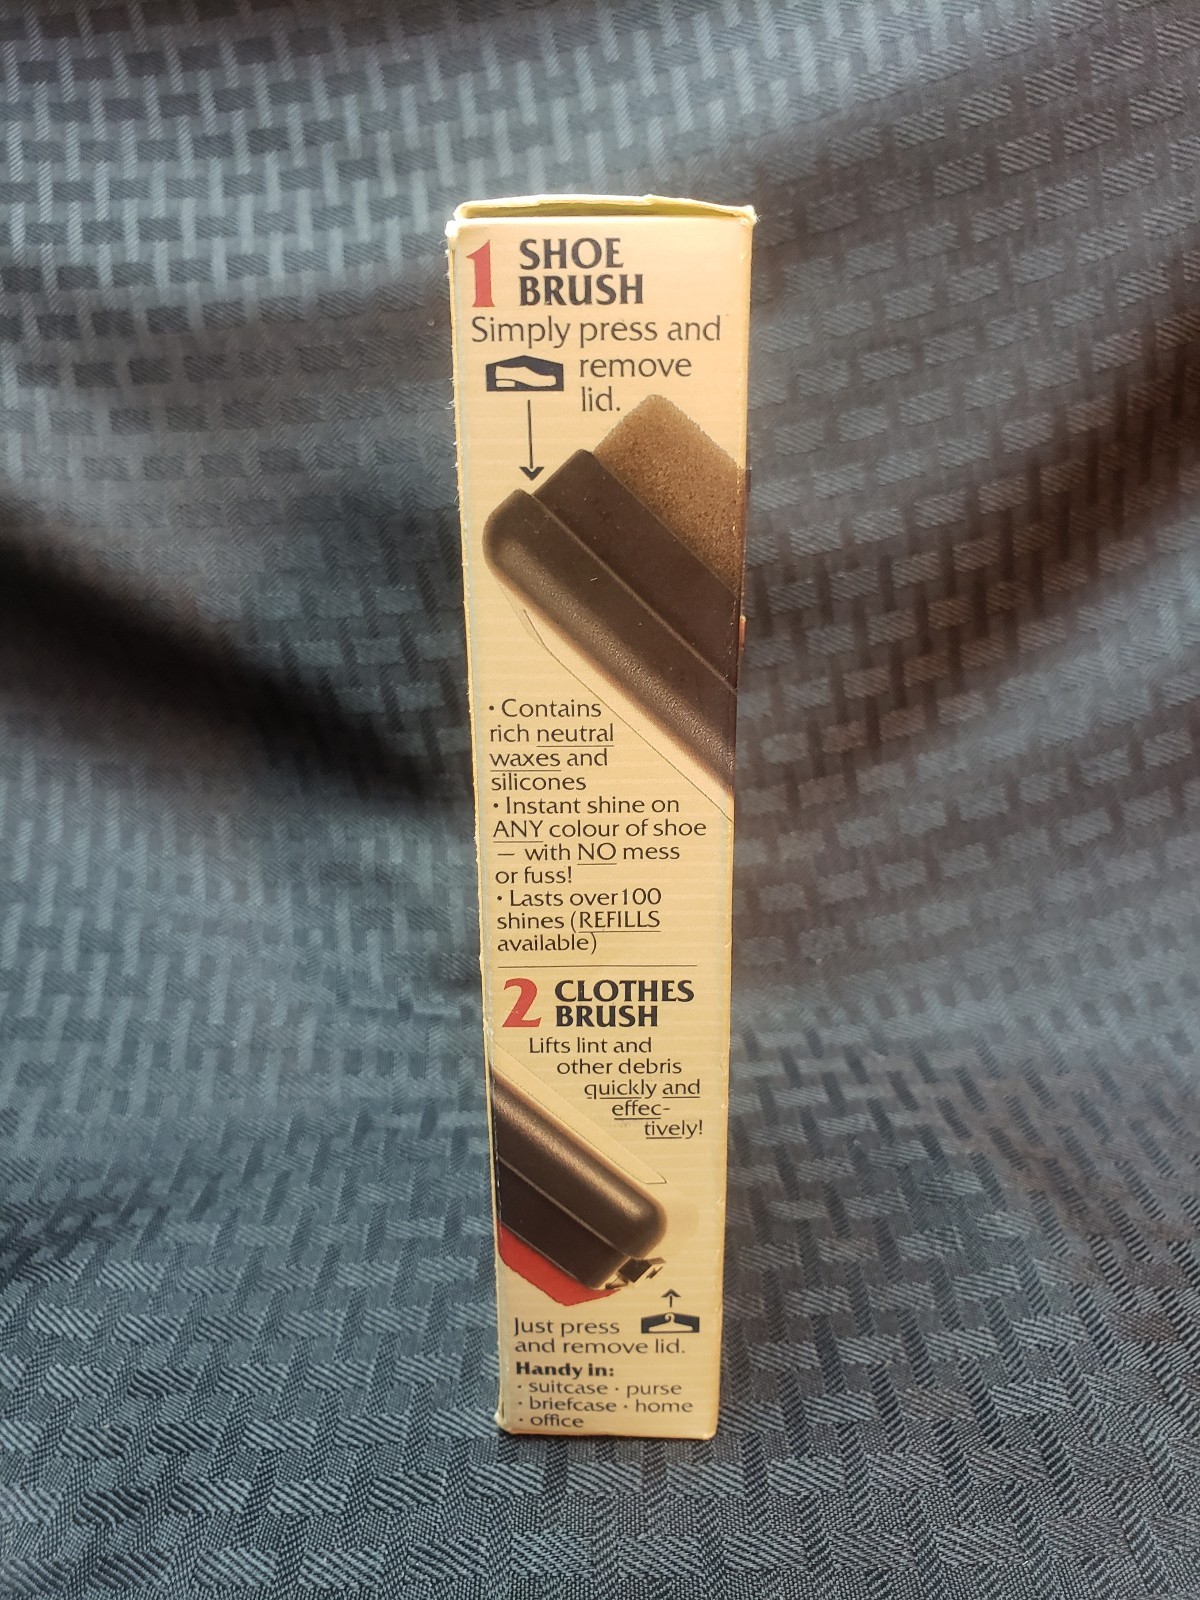 1 SHOE
BRUSH
Simply press and
remove
lid.
• Contains
rich neutral
waxes and
silicones
• Instant shine on
ANY colour of shoe
— with NO mess
or fuss!
• Lasts over 100
shines (REFILLS
available)
2 CLOTHES
BRUSH
Lifts lint and
other debris
quickly and
effec-
tively!
Just press
and remove lid.
Handy in:
• suitcase • purse
• briefcase • home
• office